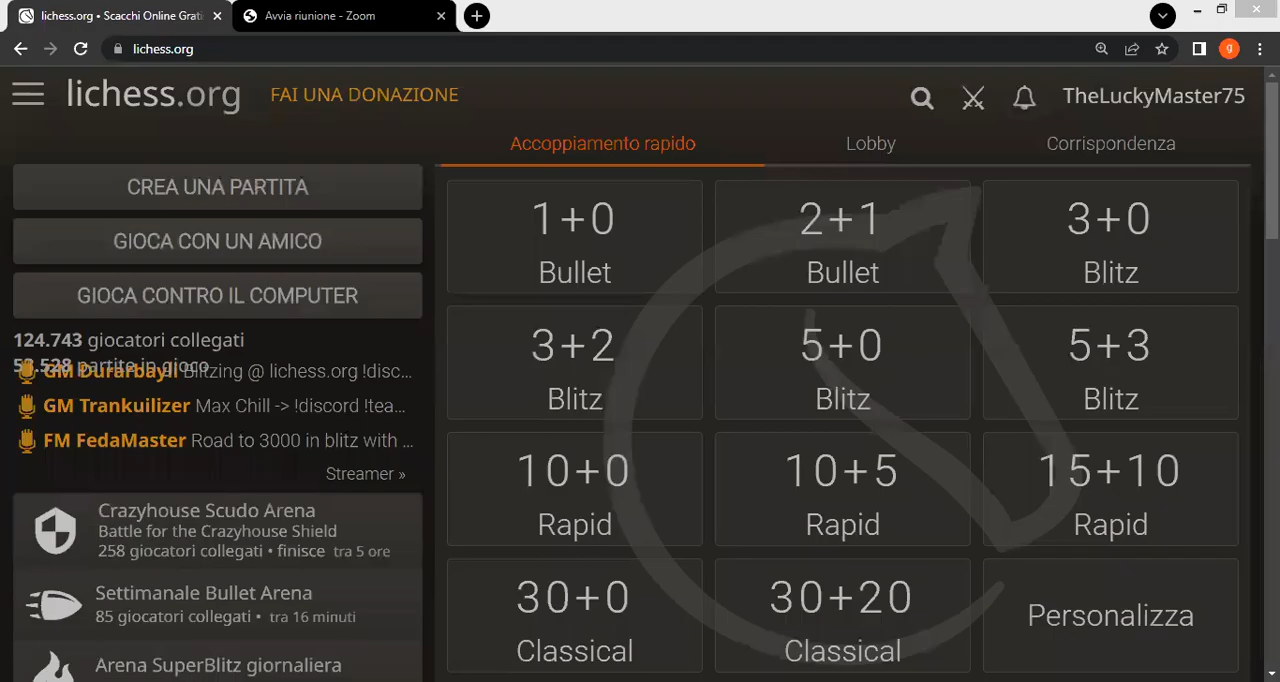 lichess.org • Scacchi Online Grati
Avvia riunione - Zoom
lichess.org
g
lichess.org
FAI UNA DONAZIONE
TheLuckyMaster75
Accoppiamento rapido
Lobby
Corrispondenza
CREA UNA PARTITA
GIOCA CON UN AMICO
GIOCA CONTRO IL COMPUTER
124.743 giocatori collegati
partite in gioco
GM Durarbayli Blitzing @ lichess.org !disc...
GM Trankuilizer Max Chill -> !discord !tea...
FM FedaMaster Road to 3000 in blitz with ...
Streamer »
Crazyhouse Scudo Arena
Battle for the Crazyhouse Shield
258 giocatori collegati • finisce tra 5 ore
Settimanale Bullet Arena
85 giocatori collegati • tra 16 minuti
Arena SuperBlitz giornaliera
1+0
Bullet
2+1
Bullet
3+0
Blitz
3+2
Blitz
5+0
Blitz
5+3
Blitz
10+0
Rapid
10+5
Rapid
15+10
Rapid
30+0
Classical
30+20
Classical
Personalizza